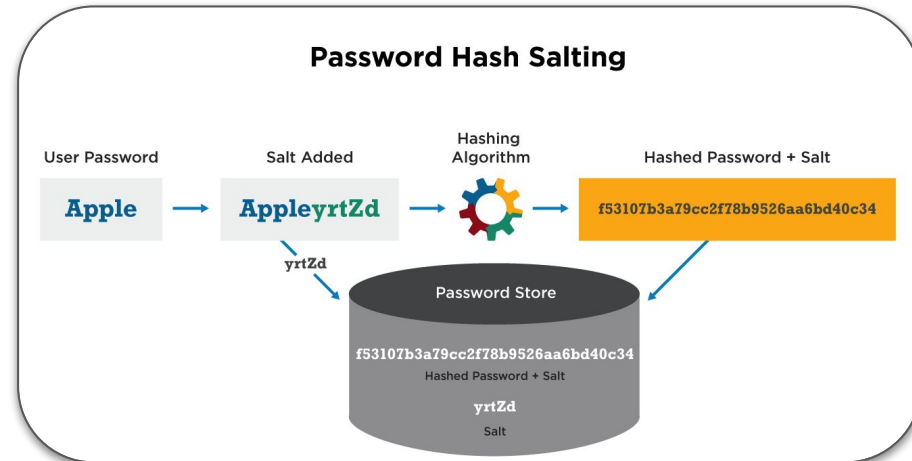 Password Hash Salting
User Password
Salt Added
Hashing
Algorithm
Hashed Password + Salt
Apple
AppleyrtZd
f53107b3a79cc2f78b9526aa6bd40c34
yrtZd
Password Store
f53107b3a79cc2f78b9526aa6bd40c34
Hashed Password + Salt
yrtZd
Salt